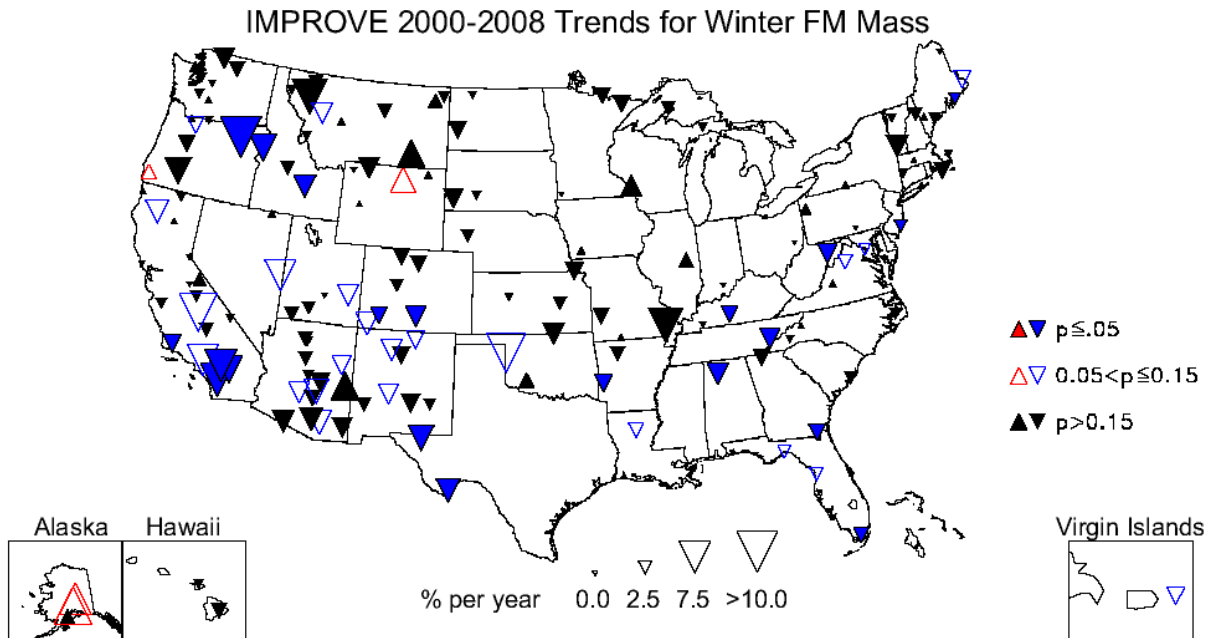 IMPROVE 2000-2008 Trends for Winter FM Mass
p≤.05
0.05<p≦0.15
p>0.15
Alaska
Hawaii
Virgin Islands
% per year 0.0 2.5 7.5 >10.0